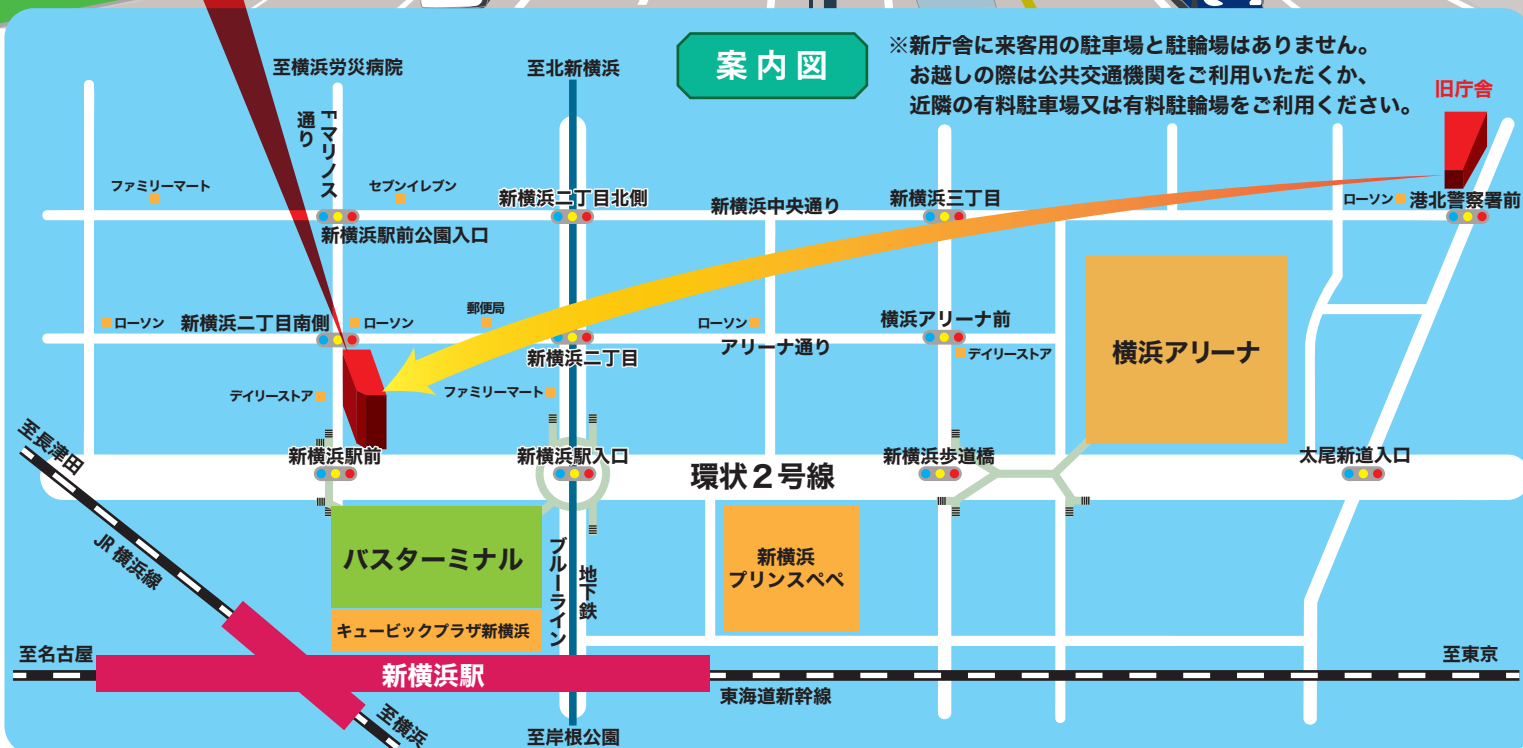 案内図
※新庁舎に来客用の駐車場と駐輪場はありません。
お越しの際は公共交通機関をご利用いただくか、
近隣の有料駐車場又は有料駐輪場をご利用ください。
旧庁舎
至横浜労災病院
至北新横浜
F・マリノス
通り
ファミリーマート
セブンイレブン
新横浜二丁目北側
新横浜中央通り
新横浜三丁目
ローソン
港北警察署前
新横浜駅前公園入口
ローソン
新横浜二丁目南側
ローソン
郵便局
新横浜二丁目
ローソン
アリーナ通り
横浜アリーナ前
デイリーストア
横浜アリーナ
デイリーストア
ファミリーマート
至長津田
新横浜駅前
新横浜駅入口
環状2号線
新横浜歩道橋
太尾新道入口
JR横浜線
バスターミナル
ブルーライン
地下鉄
新横浜
プリンスペペ
キュービックプラザ新横浜
至名古屋
新横浜駅
至東京
東海道新幹線
至横浜
至岸根公園